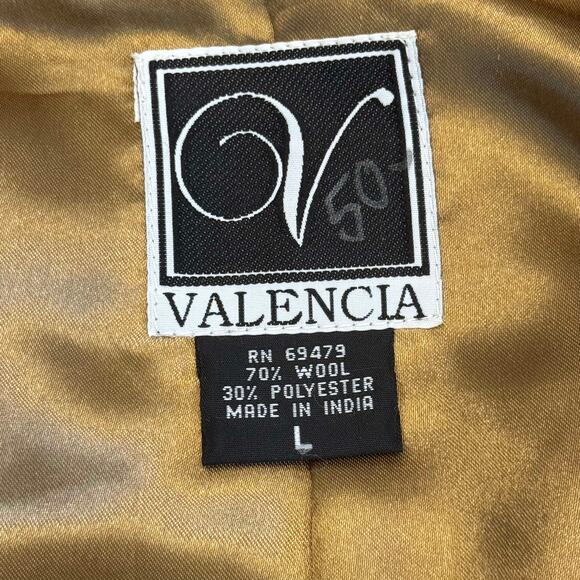 V
50-
VALENCIA
RN 69479
70% WOOL
30% POLYESTER
MADE IN INDIA
L